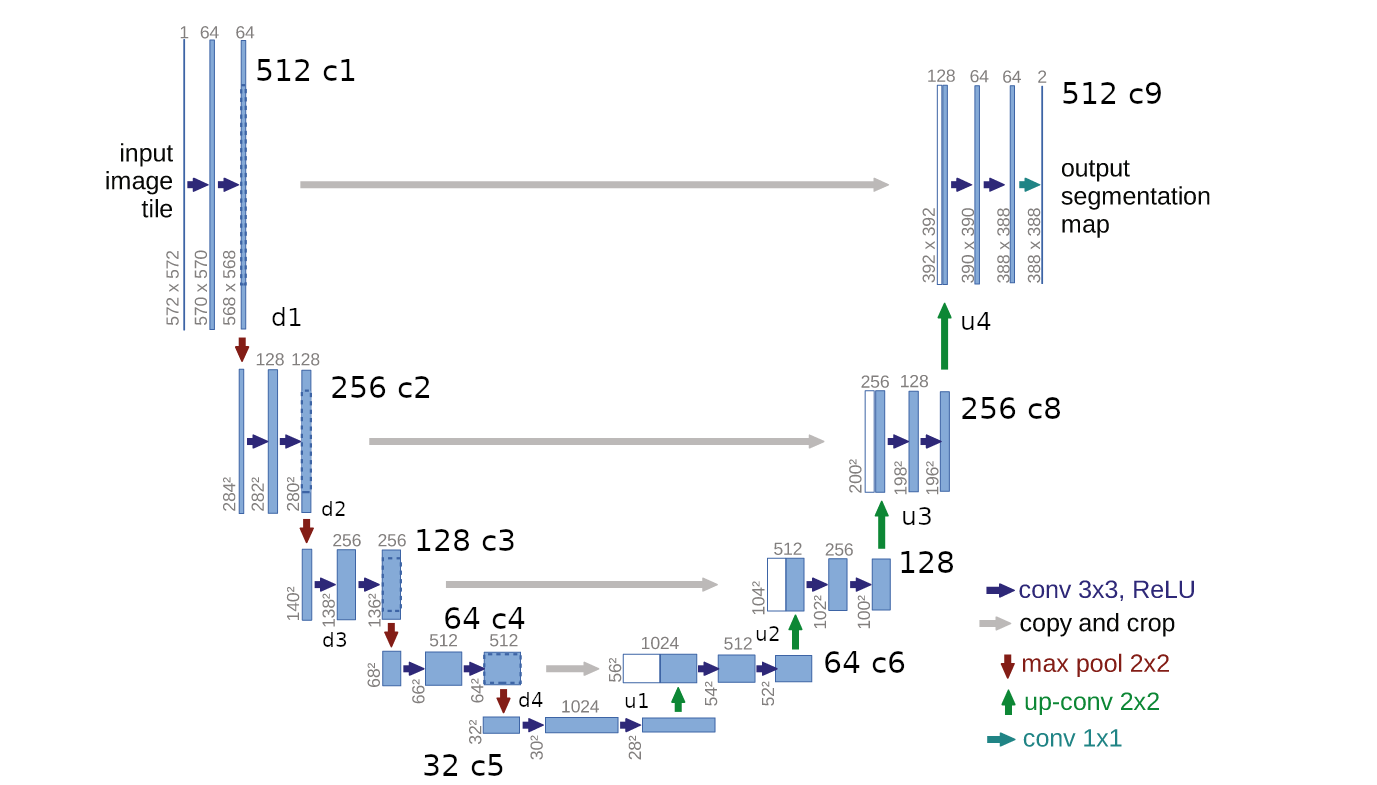 1 64 64
512 c1
input
image
tile
572 x 572
570 x 570
568 x 568
128 64 64 2
512 c9
output
segmentation
map
392 x 392
390 x 390
388 x 388
388 x 388
d1
u4
128 128
256 c2
284²
282²
280²
d2
256 128
256 c8
200²
198²
196²
u3
256 256
128 c3
140²
138²
136²
d3
512 256
128
104²
102²
100²
u2
64 c4
512 512
68²
66²
64²
d4
1024 512
64 c6
56²
54²
52²
u1
1024
32²
30²
28²
32 c5
conv 3x3, ReLU
copy and crop
max pool 2x2
up-conv 2x2
conv 1x1